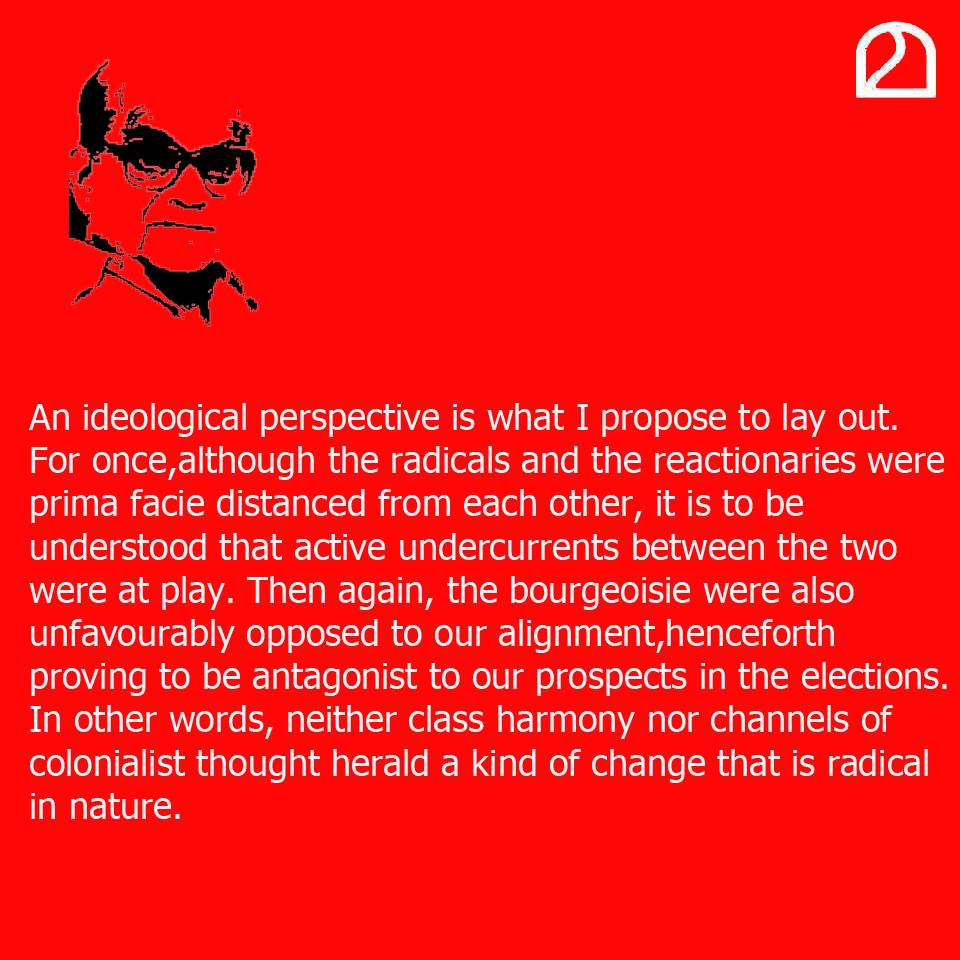 An ideological perspective is what I propose to lay out.
For once,although the radicals and the reactionaries were
prima facie distanced from each other, it is to be
understood that active undercurrents between the two
were at play. Then again, the bourgeoisie were also
unfavourably opposed to our alignment,henceforth
proving to be antagonist to our prospects in the elections.
In other words, neither class harmony nor channels of
colonialist thought herald a kind of change that is radical
in nature.